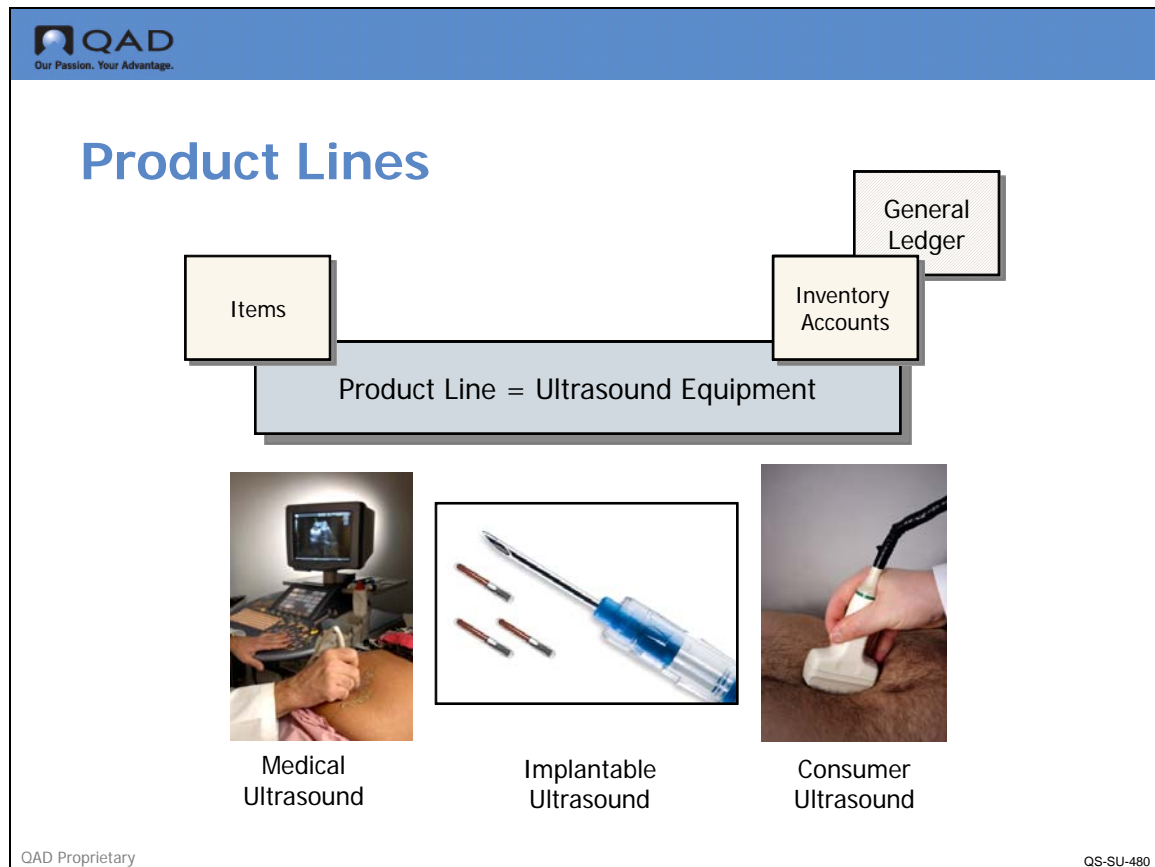 QAD
Our Passion. Your Advantage.
Product Lines
General
Ledger
Items
Inventory
Accounts
Product Line = Ultrasound Equipment
Medical
Ultrasound
Implantable
Ultrasound
Consumer
Ultrasound
QAD Proprietary
QS-SU-480